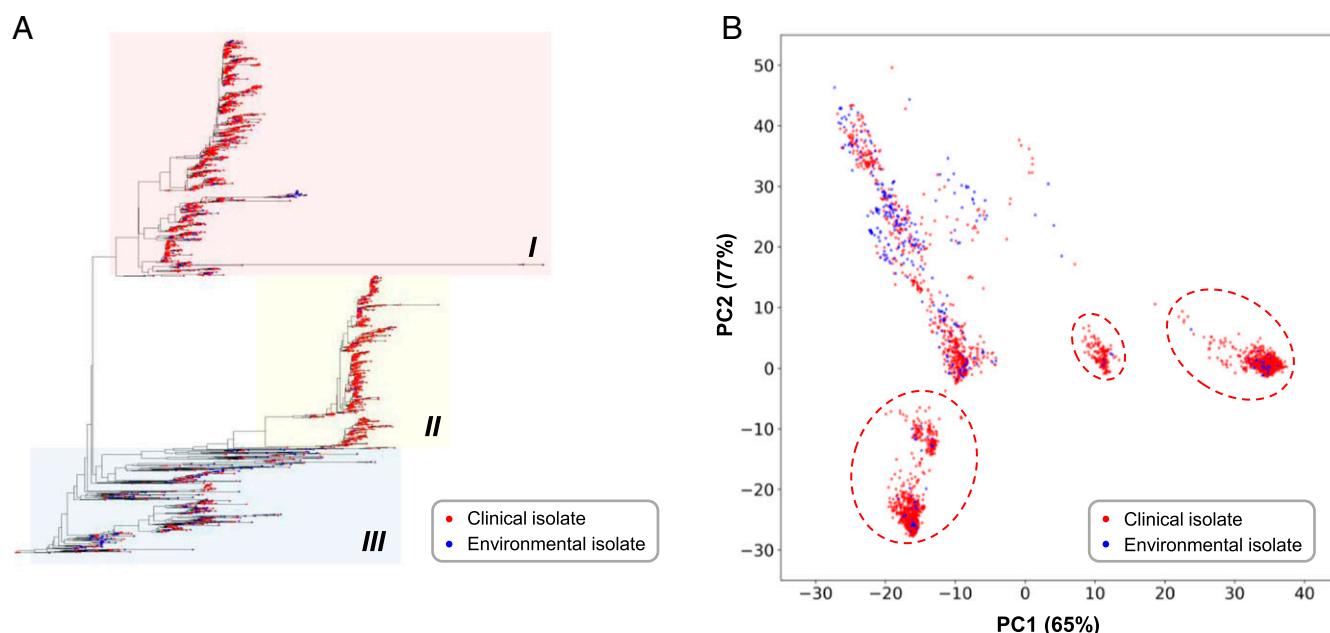 A
I
II
III
Clinical isolate
Environmental isolate
B
PC2 (77%)
50
40
30
20
10
0
−10
−20
−30
Clinical isolate
Environmental isolate
−30 −20 −10 0 10 20 30 40
PC1 (65%)